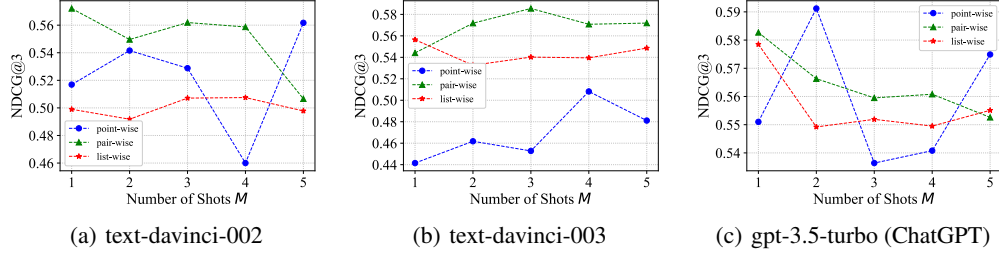 NDCG@3
0.56
0.54
0.52
0.50
0.48
0.46
point-wise
pair-wise
list-wise
1 2 3 4 5
Number of Shots M
(a) text-davinci-002
NDCG@3
0.58
0.56
0.54
0.52
0.50
0.48
0.46
0.44
point-wise
pair-wise
list-wise
1 2 3 4 5
Number of Shots M
(b) text-davinci-003
NDCG@3
0.59
0.58
0.57
0.56
0.55
0.54
point-wise
pair-wise
list-wise
1 2 3 4 5
Number of Shots M
(c) gpt-3.5-turbo (ChatGPT)